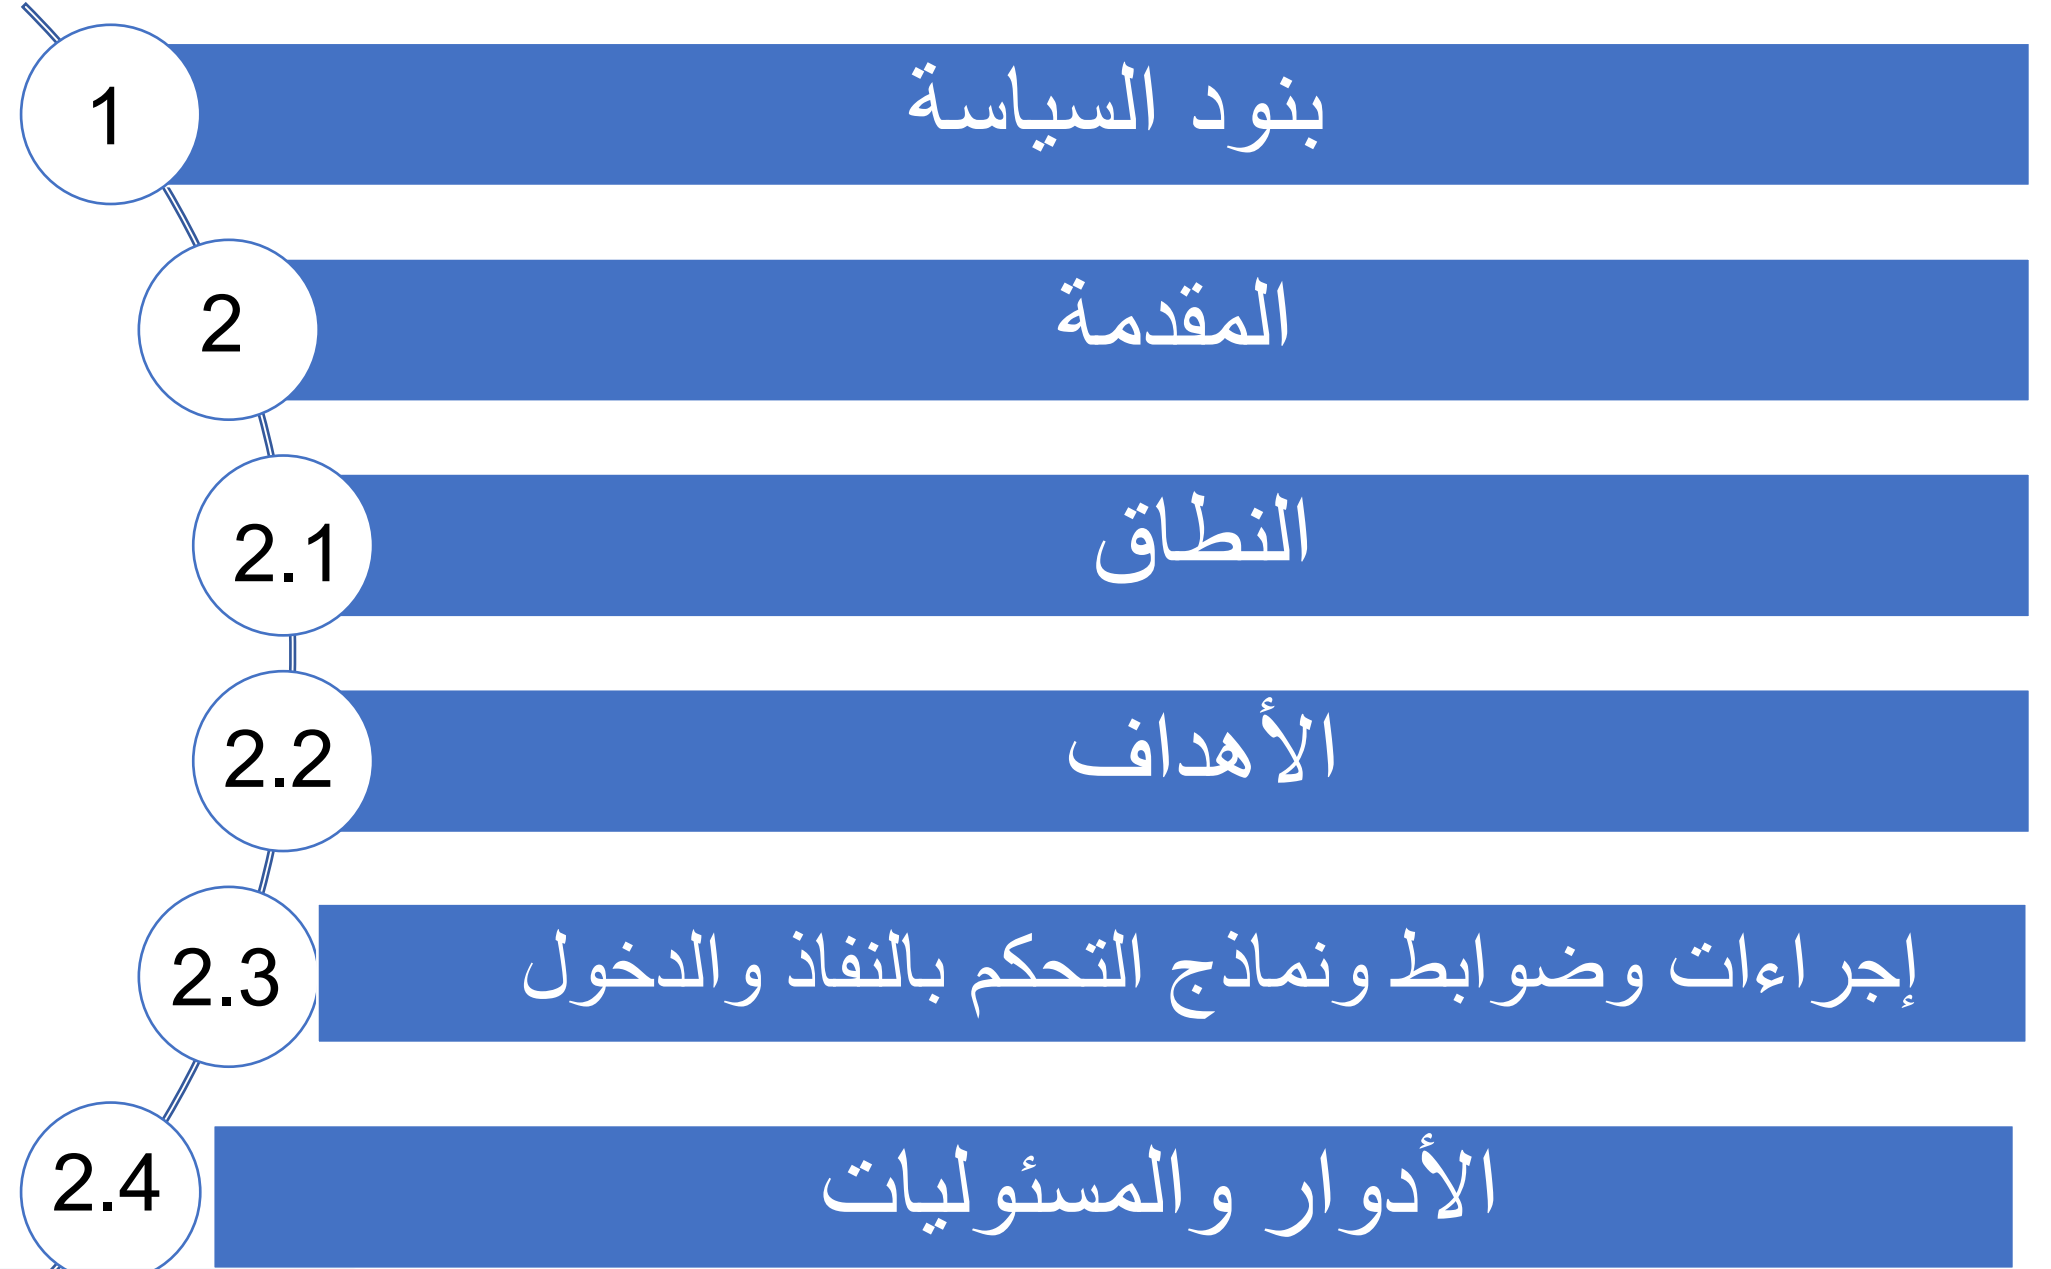 1
بنود السياسة
2
المقدمة
2.1
النطاق
2.2
الأهداف
2.3
إجراءات وضوابط ونماذج التحكم بالنفاذ والدخول
2.4
الأدوار والمسئوليات